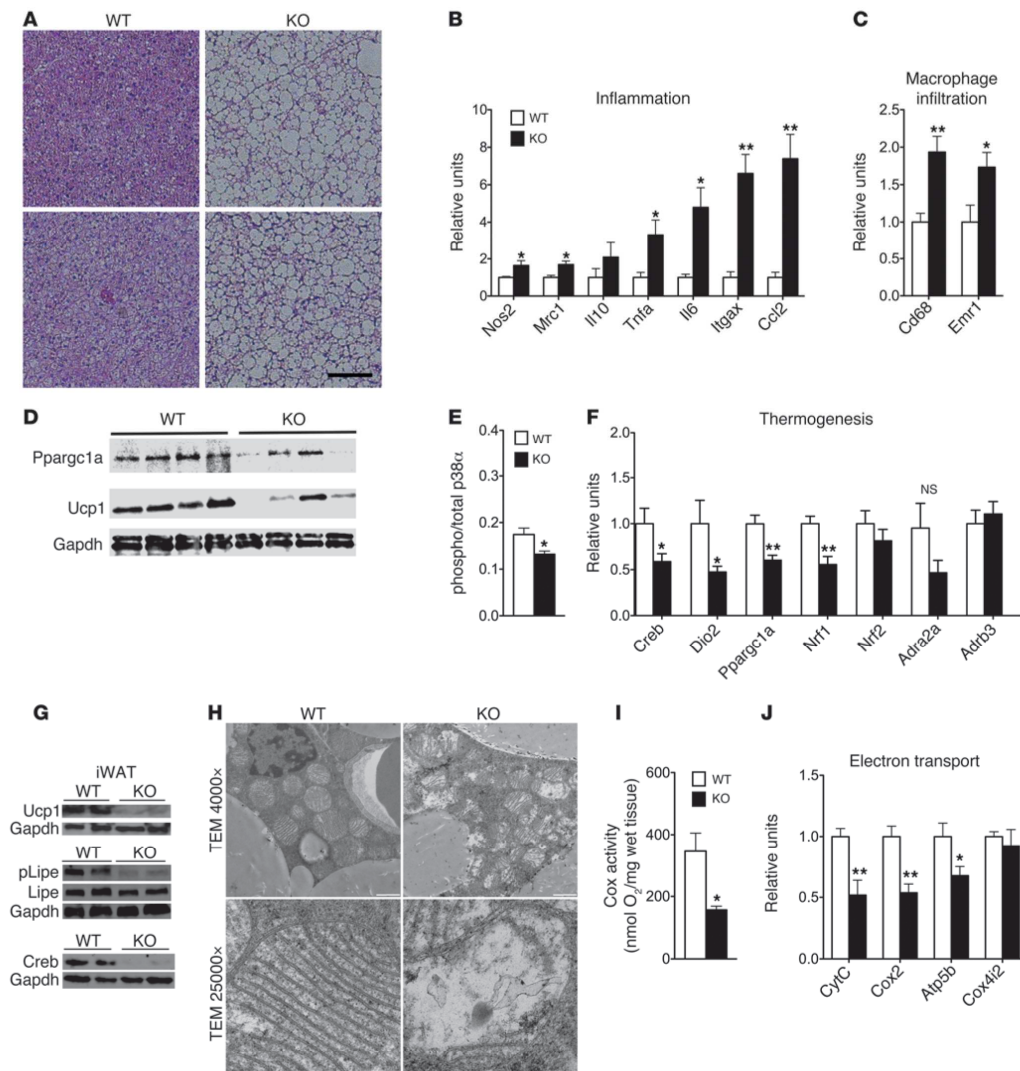 A
WT
KO
B
Inflammation
WT
KO
Relative units
10
8
6
4
2
0
*
*
*
*
**
**
Nos2
Mrc1
Il10
Tnfa
Il6
Itgax
Ccl2
C
Macrophage
infiltration
Relative units
2.5
2.0
1.5
1.0
0.5
0.0
**
*
Cd68
Emr1
D
WT
KO
Ppargc1a
Ucp1
Gapdh
E
WT
KO
phospho/total p38α
0.4
0.3
0.2
0.1
0.0
*
F
Thermogenesis
Relative units
2.0
1.5
1.0
0.5
0.0
*
*
**
**
NS
Creb
Dio2
Ppargc1a
Nrf1
Nrf2
Adra2a
Adrb3
G
iWAT
WT KO
Ucp1
Gapdh
WT KO
pLipe
Lipe
Gapdh
WT KO
Creb
Gapdh
H
WT
KO
TEM 4000×
TEM 25000×
I
WT
KO
Cox activity
(nmol O2/mg wet tissue)
600
400
200
0
*
J
Electron transport
Relative units
1.5
1.0
0.5
0.0
**
**
*
CytC
Cox2
Atp5b
Cox4i2